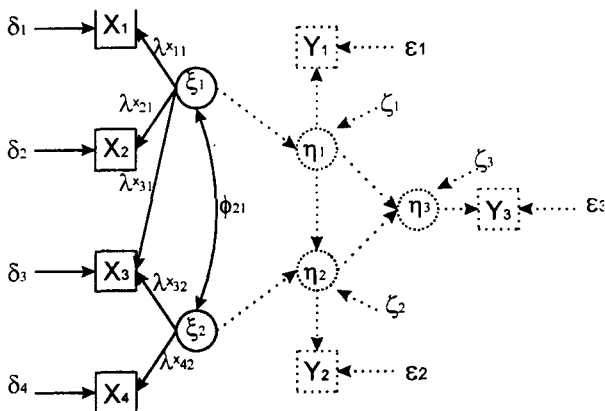 δ1 X1 λx11 ξ1 Y1 ε1
λx21 ζ1
δ2 X2 η1
λx31 ζ3
ϕ21 η3 Y3 ε3
δ3 X3 λx32 η2
ξ2 ζ2
λx42
δ4 X4 Y2 ε2